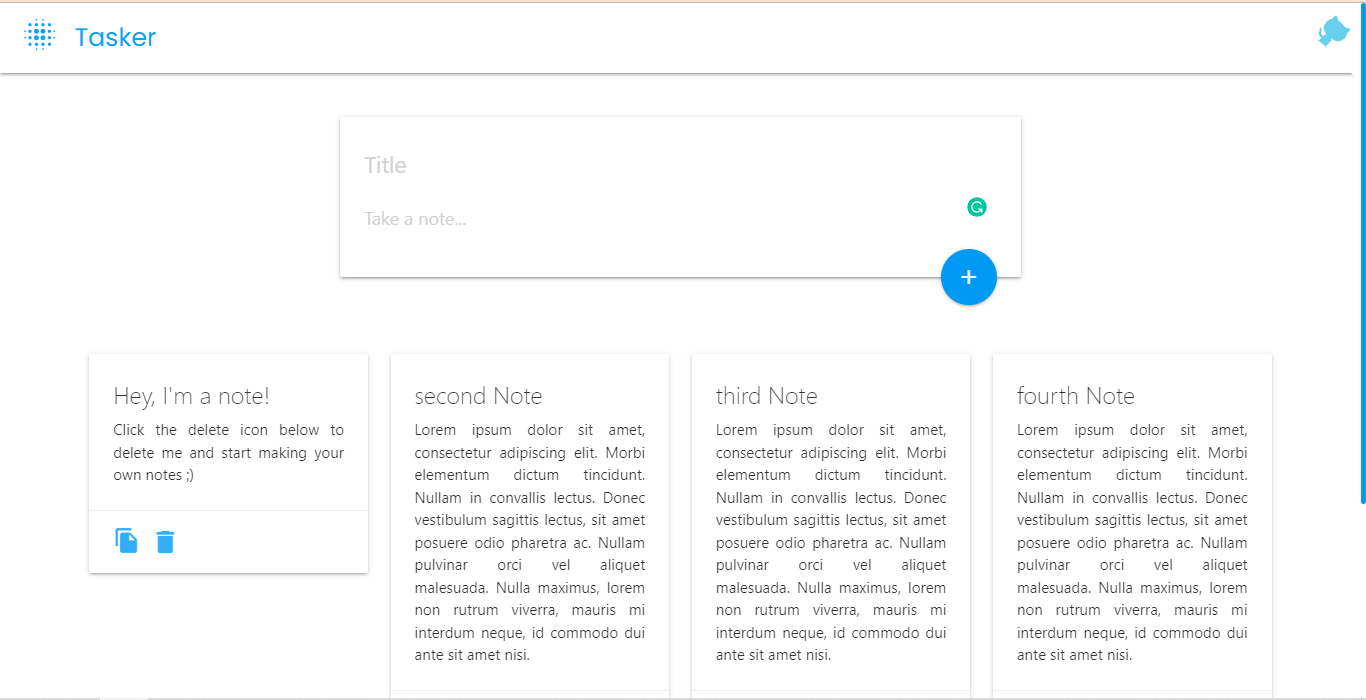 Tasker
Title
Take a note...
Hey, I'm a note!
Click the delete icon below to
delete me and start making your
own notes ;)
second Note
Lorem ipsum dolor sit amet,
consectetur adipiscing elit. Morbi
elementum dictum tincidunt.
Nullam in convallis lectus. Donec
vestibulum sagittis lectus, sit amet
posuere odio pharetra ac. Nullam
pulvinar orci vel aliquet
malesuada. Nulla maximus, lorem
non rutrum viverra, mauris mi
interdum neque, id commodo dui
ante sit amet nisi.
third Note
Lorem ipsum dolor sit amet,
consectetur adipiscing elit. Morbi
elementum dictum tincidunt.
Nullam in convallis lectus. Donec
vestibulum sagittis lectus, sit amet
posuere odio pharetra ac. Nullam
pulvinar orci vel aliquet
malesuada. Nulla maximus, lorem
non rutrum viverra, mauris mi
interdum neque, id commodo dui
ante sit amet nisi.
fourth Note
Lorem ipsum dolor sit amet,
consectetur adipiscing elit. Morbi
elementum dictum tincidunt.
Nullam in convallis lectus. Donec
vestibulum sagittis lectus, sit amet
posuere odio pharetra ac. Nullam
pulvinar orci vel aliquet
malesuada. Nulla maximus, lorem
non rutrum viverra, mauris mi
interdum neque, id commodo dui
ante sit amet nisi.